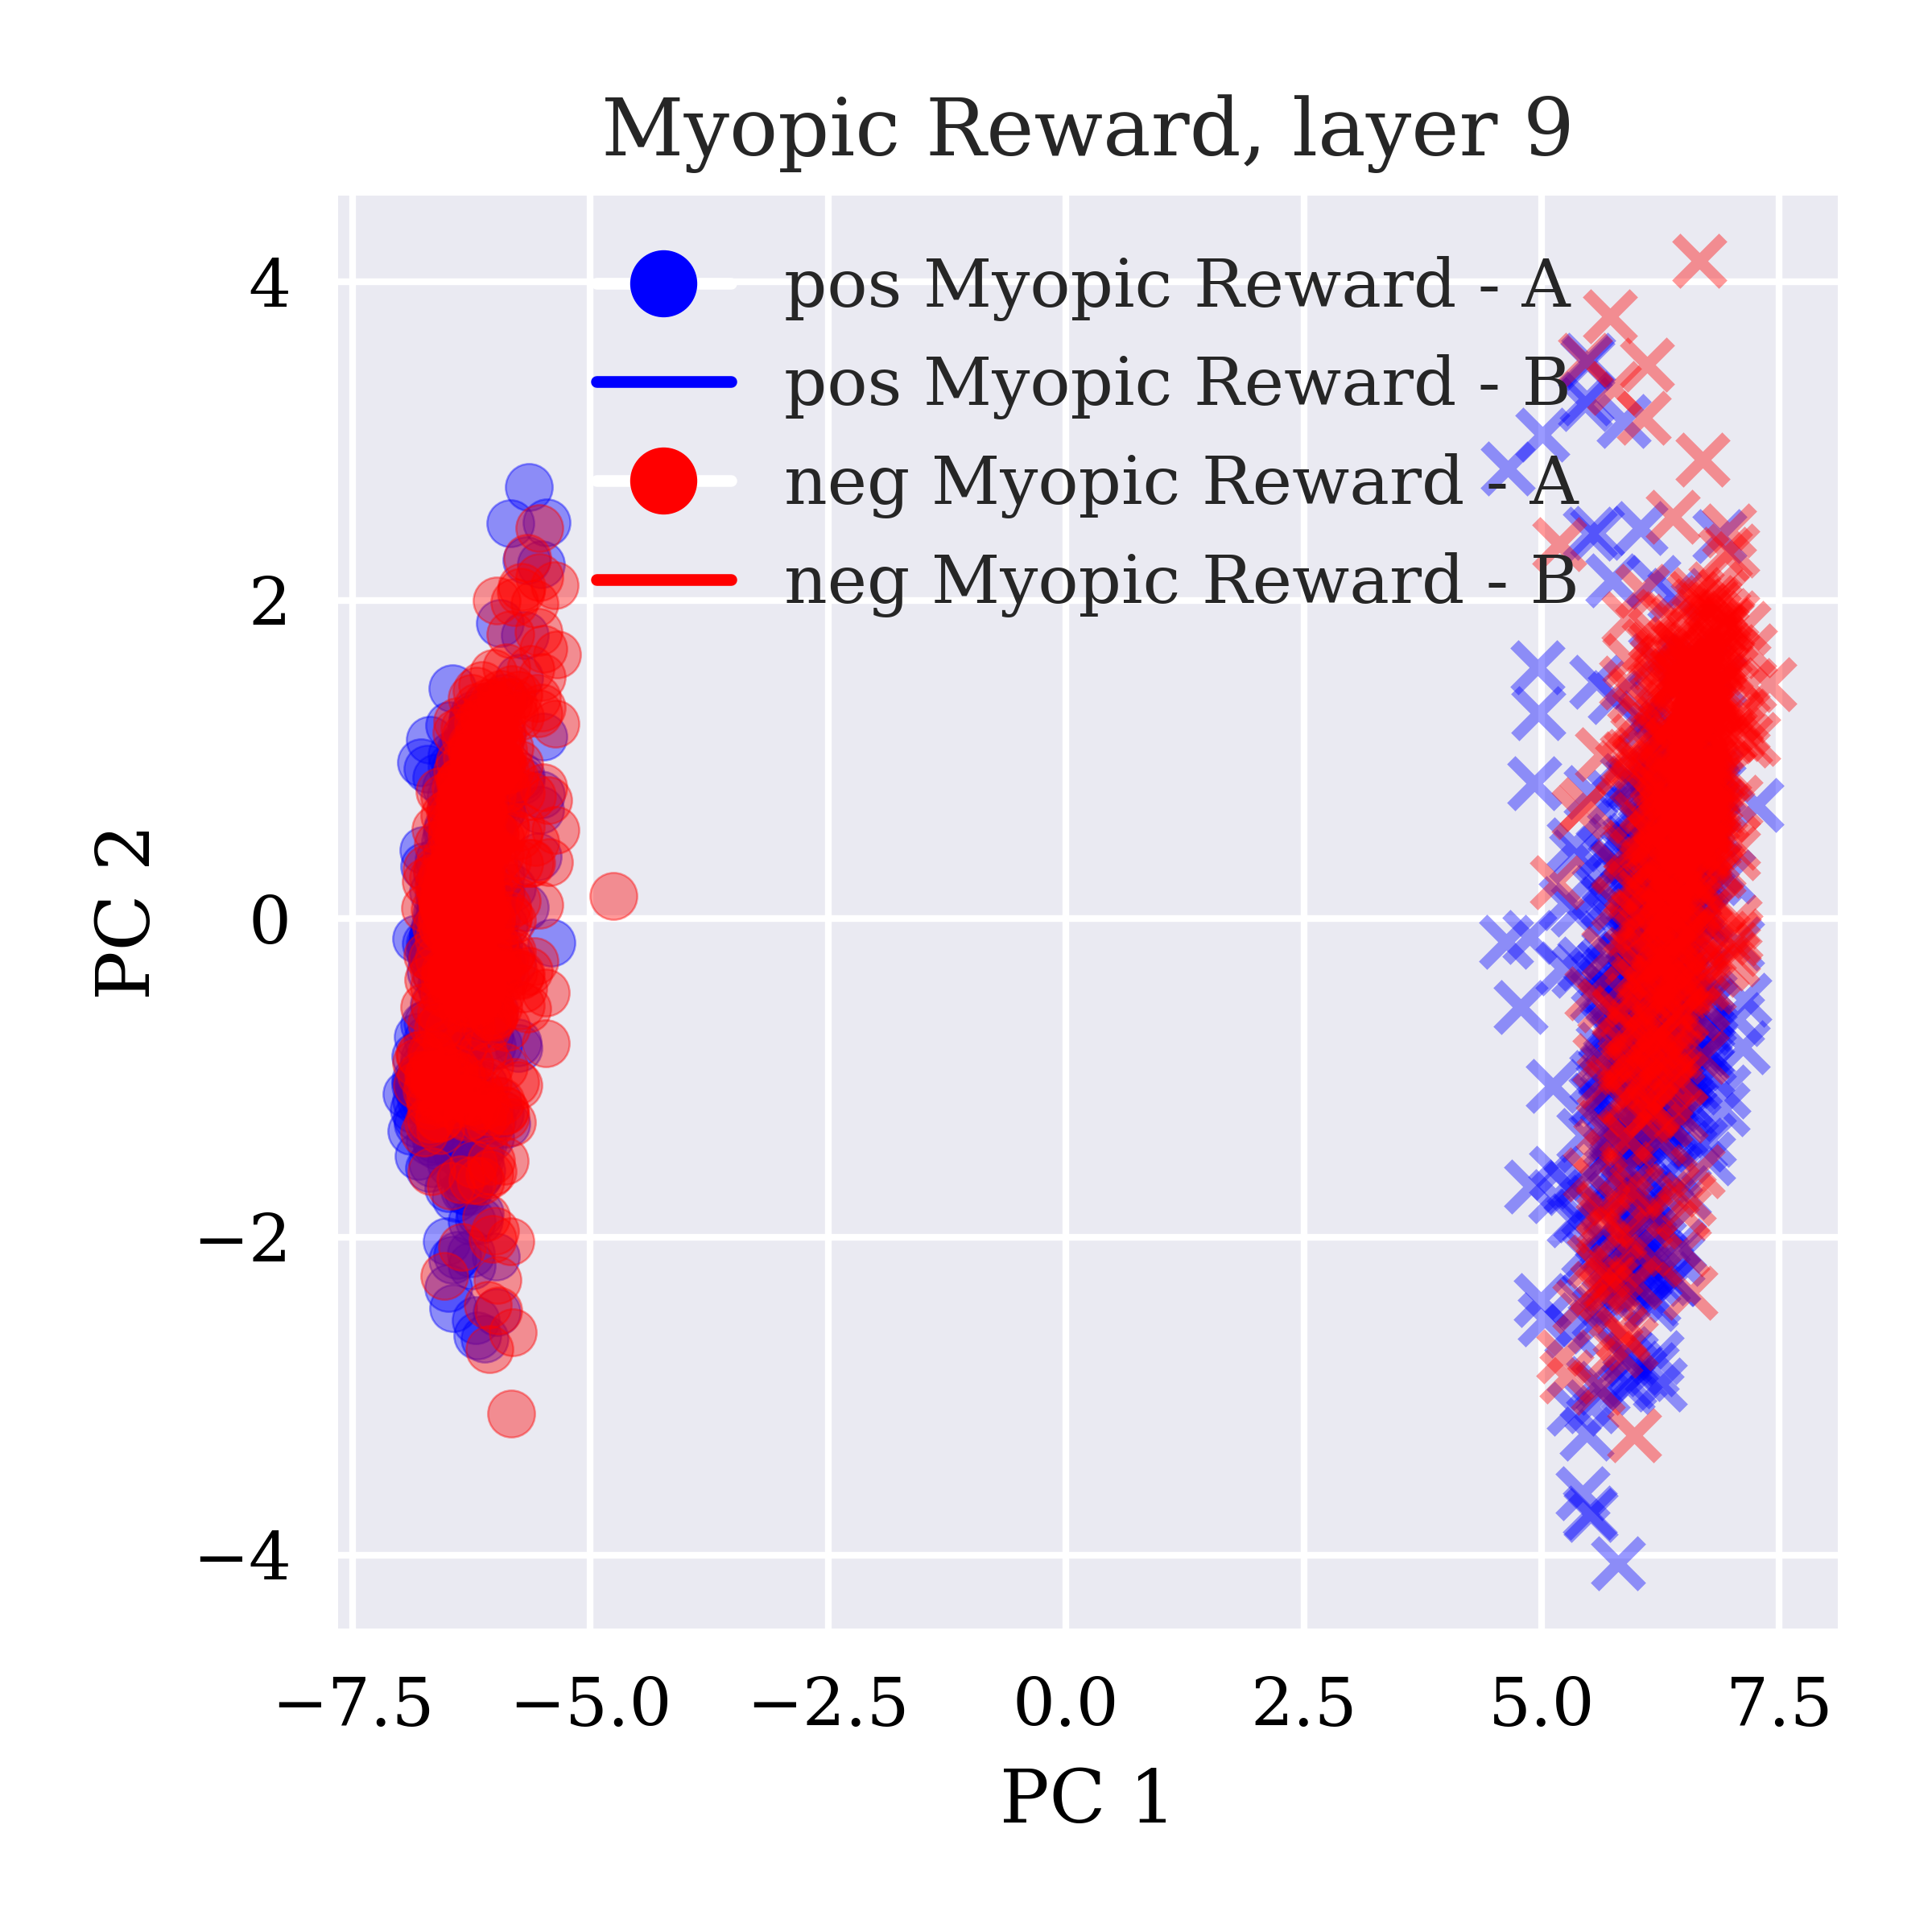 Myopic Reward, layer 9
pos Myopic Reward - A
pos Myopic Reward - B
neg Myopic Reward - A
neg Myopic Reward - B
4
2
0
−2
−4
PC 2
−7.5 −5.0 −2.5 0.0 2.5 5.0 7.5
PC 1